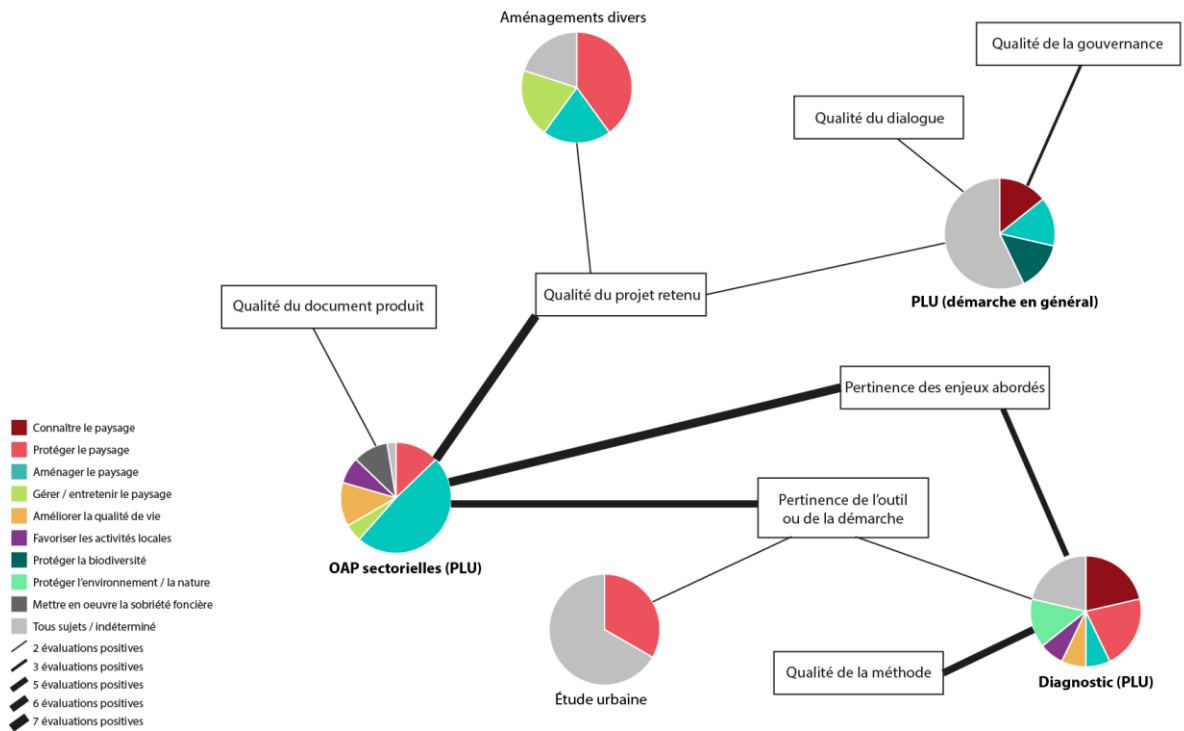 Aménagements divers
Qualité de la gouvernance
Qualité du dialogue
PLU (démarche en général)
Qualité du projet retenu
Qualité du document produit
Pertinence des enjeux abordés
Pertinence de l'outil
ou de la démarche
OAP sectorielles (PLU)
Étude urbaine
Qualité de la méthode
Diagnostic (PLU)
Connaître le paysage
Protéger le paysage
Aménager le paysage
Gérer / entretenir le paysage
Améliorer la qualité de vie
Favoriser les activités locales
Protéger la biodiversité
Protéger l'environnement / la nature
Mettre en oeuvre la sobriété foncière
Tous sujets / indéterminé
2 évaluations positives
3 évaluations positives
5 évaluations positives
6 évaluations positives
7 évaluations positives